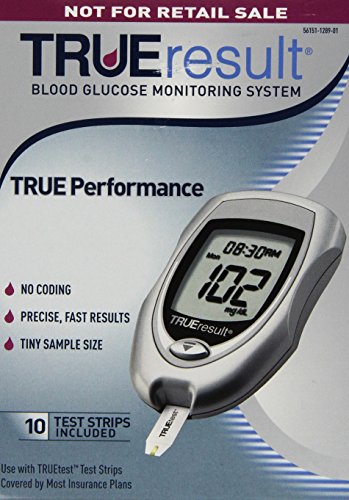 NOT FOR RETAIL SALE
56151-1289-01
TRUEresult®
BLOOD GLUCOSE MONITORING SYSTEM
TRUE Performance
NO CODING
PRECISE, FAST RESULTS
TINY SAMPLE SIZE
08:30AM
Mon
102
mg/dL
TRUEresult®
TRUEtest™
10 TEST STRIPS
INCLUDED
Use with TRUEtest™ Test Strips
Covered by Most Insurance Plans